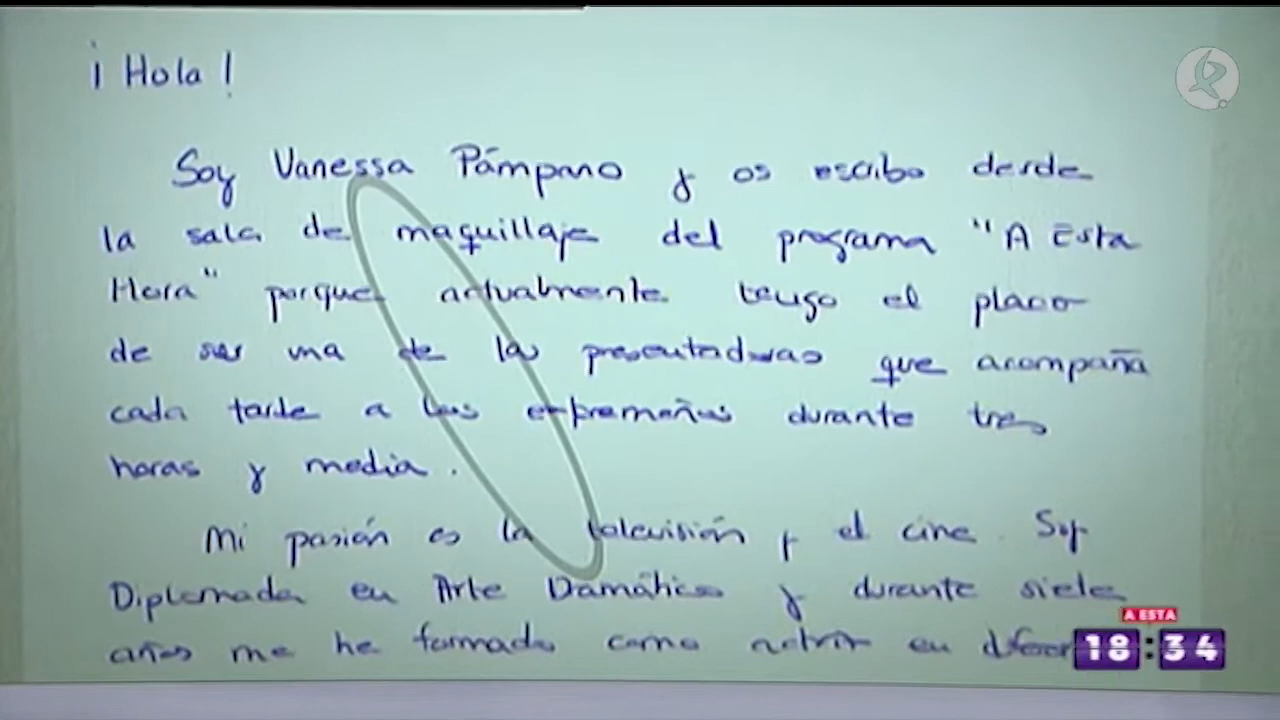 ¡Hola!
Soy Vanessa Pámpano y os escribo desde
la sala de maquillaje del programa "A Esta
Hora" porque actualmente tengo el placer
de ser una de las presentadoras que acompaña
cada tarde a los extremeños durante tres
horas y media.
Mi pasión es la televisión y el cine. Soy
Diplomada en Arte Damático y durante siete
años me he formado como actriz en
A ESTA
18:34